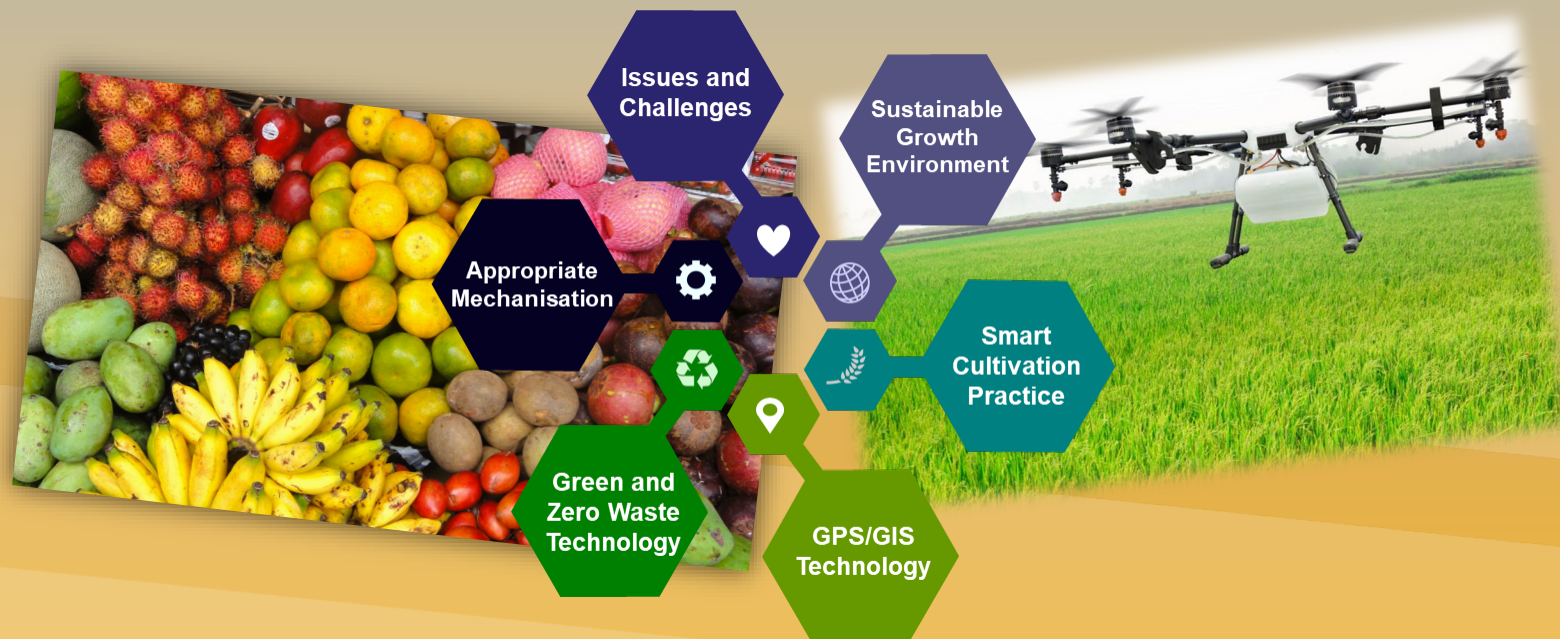 Issues and
Challenges
Sustainable
Growth
Environment
Appropriate
Mechanisation
Smart
Cultivation
Practice
Green and
Zero Waste
Technology
GPS/GIS
Technology